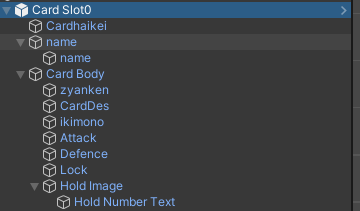 Card Slot0
Cardhaikei
name
name
Card Body
zyanken
CardDes
ikimono
Attack
Defence
Lock
Hold Image
Hold Number Text